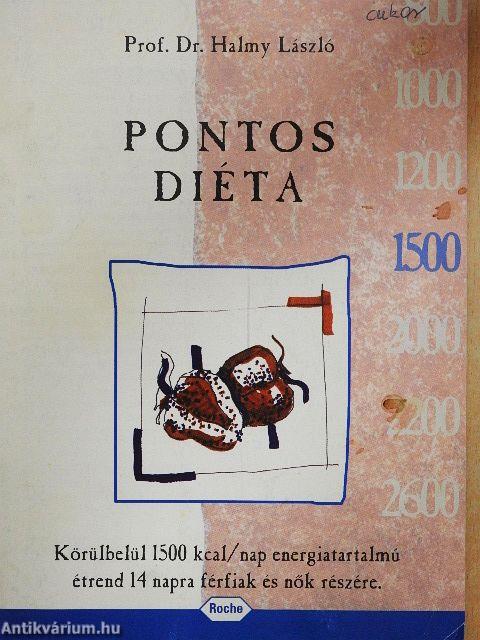 cukor
Prof. Dr. Halmy László
PONTOS
DIÉTA
1000
1200
1500
2000
2200
2600
Körülbelül 1500 kcal/nap energiatartalmú
étrend 14 napra férfiak és nők részére.
Roche
Antikvárium.hu